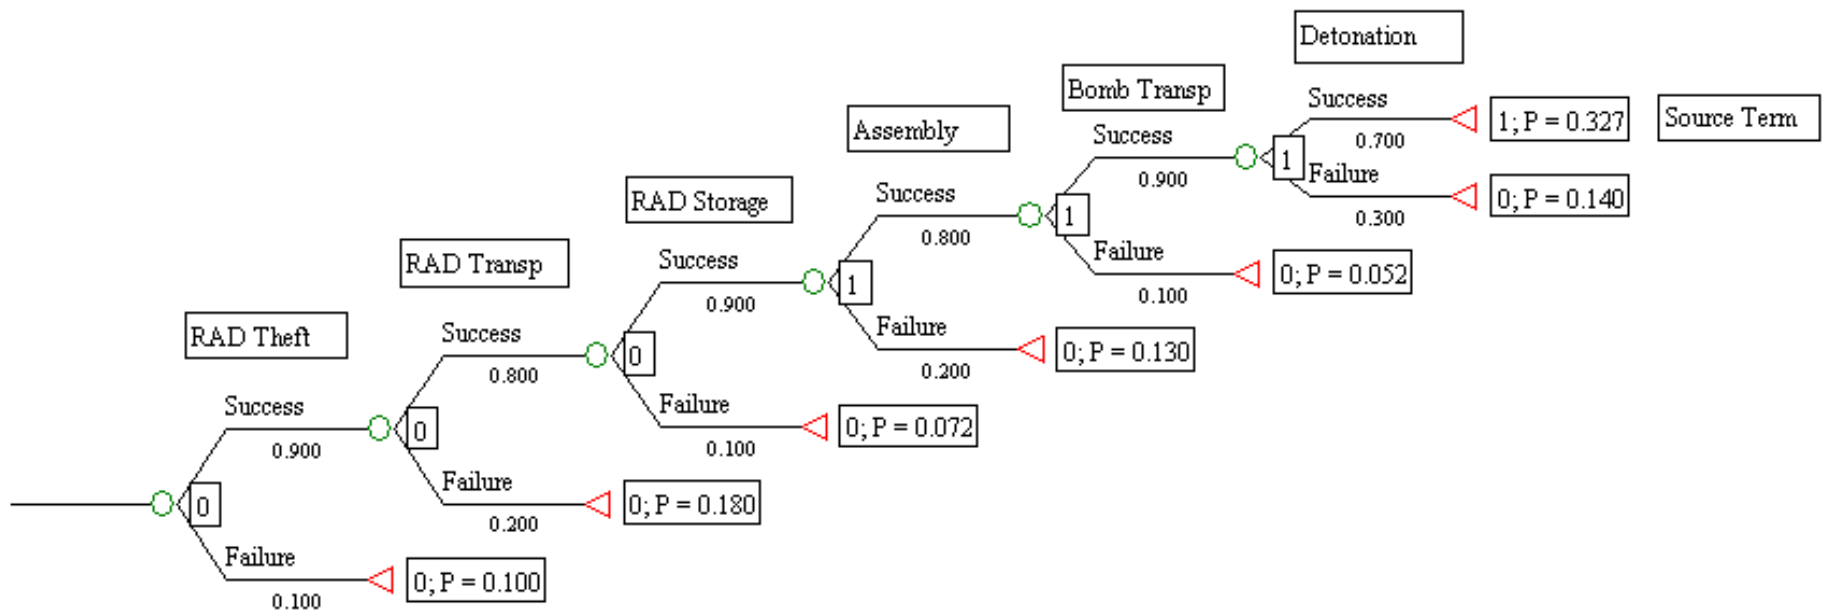 Detonation
Bomb Transp
Success
1; P = 0.327
Source Term
Assembly
Success
0.700
1
Failure
RAD Storage
Success
0.900
0; P = 0.140
0.300
RAD Transp
Success
0.800
1
Failure
0; P = 0.052
0.100
RAD Theft
Success
0.900
1
Failure
0; P = 0.130
0.200
Success
0.800
0
Failure
0; P = 0.072
0.100
Success
0.900
0
Failure
0; P = 0.180
0.200
0
Failure
0; P = 0.100
0.100